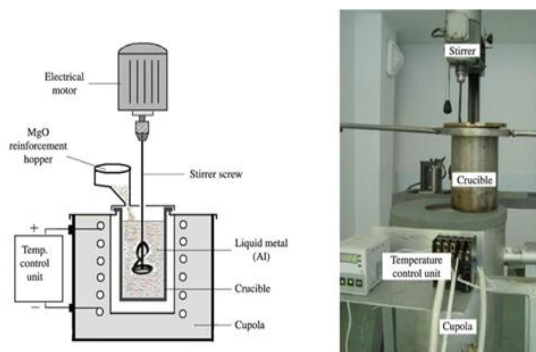 Electrical
motor
MgO
reinforcement
hopper
Stirrer screw
+
Temp.
control
unit
−
Liquid metal
(Al)
Crucible
Cupola
Stirrer
Crucible
Temperature
control unit
Cupola